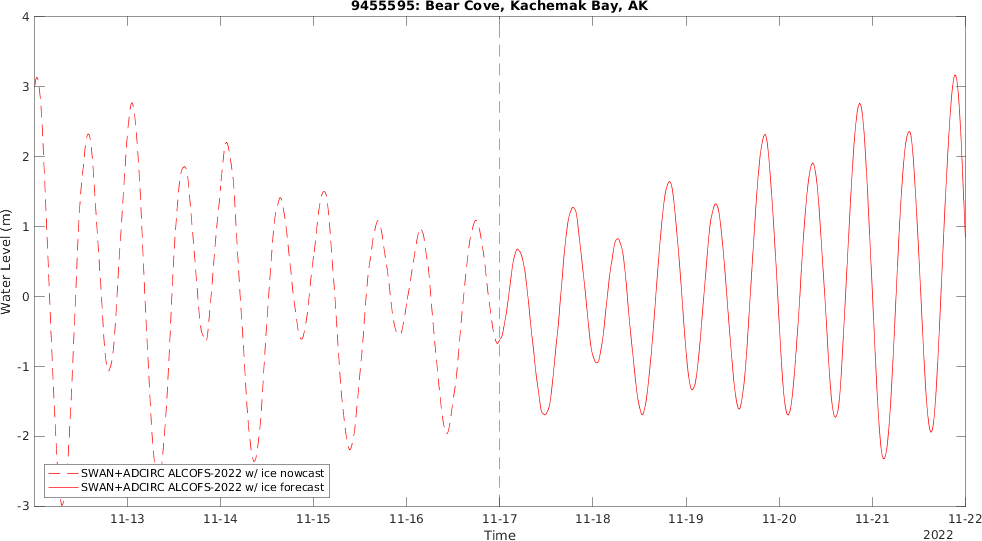 9455595: Bear Cove, Kachemak Bay, AK
4
3
2
1
0
-1
-2
-3
Water Level (m)
SWAN+ADCIRC ALCOFS-2022 w/ ice nowcast
SWAN+ADCIRC ALCOFS-2022 w/ ice forecast
11-13 11-14 11-15 11-16 11-17 11-18 11-19 11-20 11-21 11-22
Time
2022